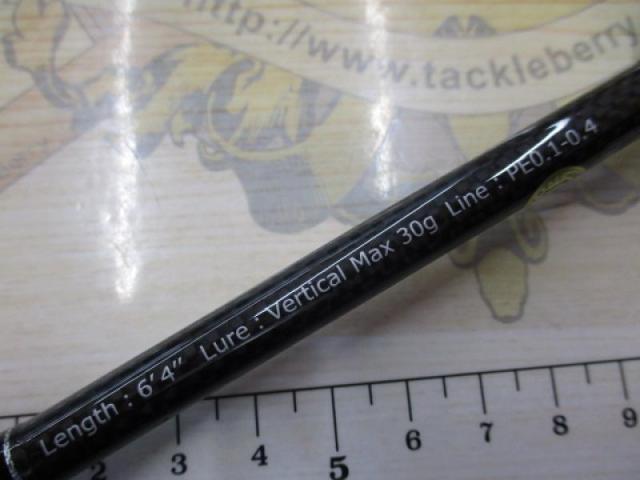 http://www.tackleberry
Length : 6'4" Lure : Vertical Max 30g Line : PE0.1-0.4
2 3 4 5 6 7 8 9